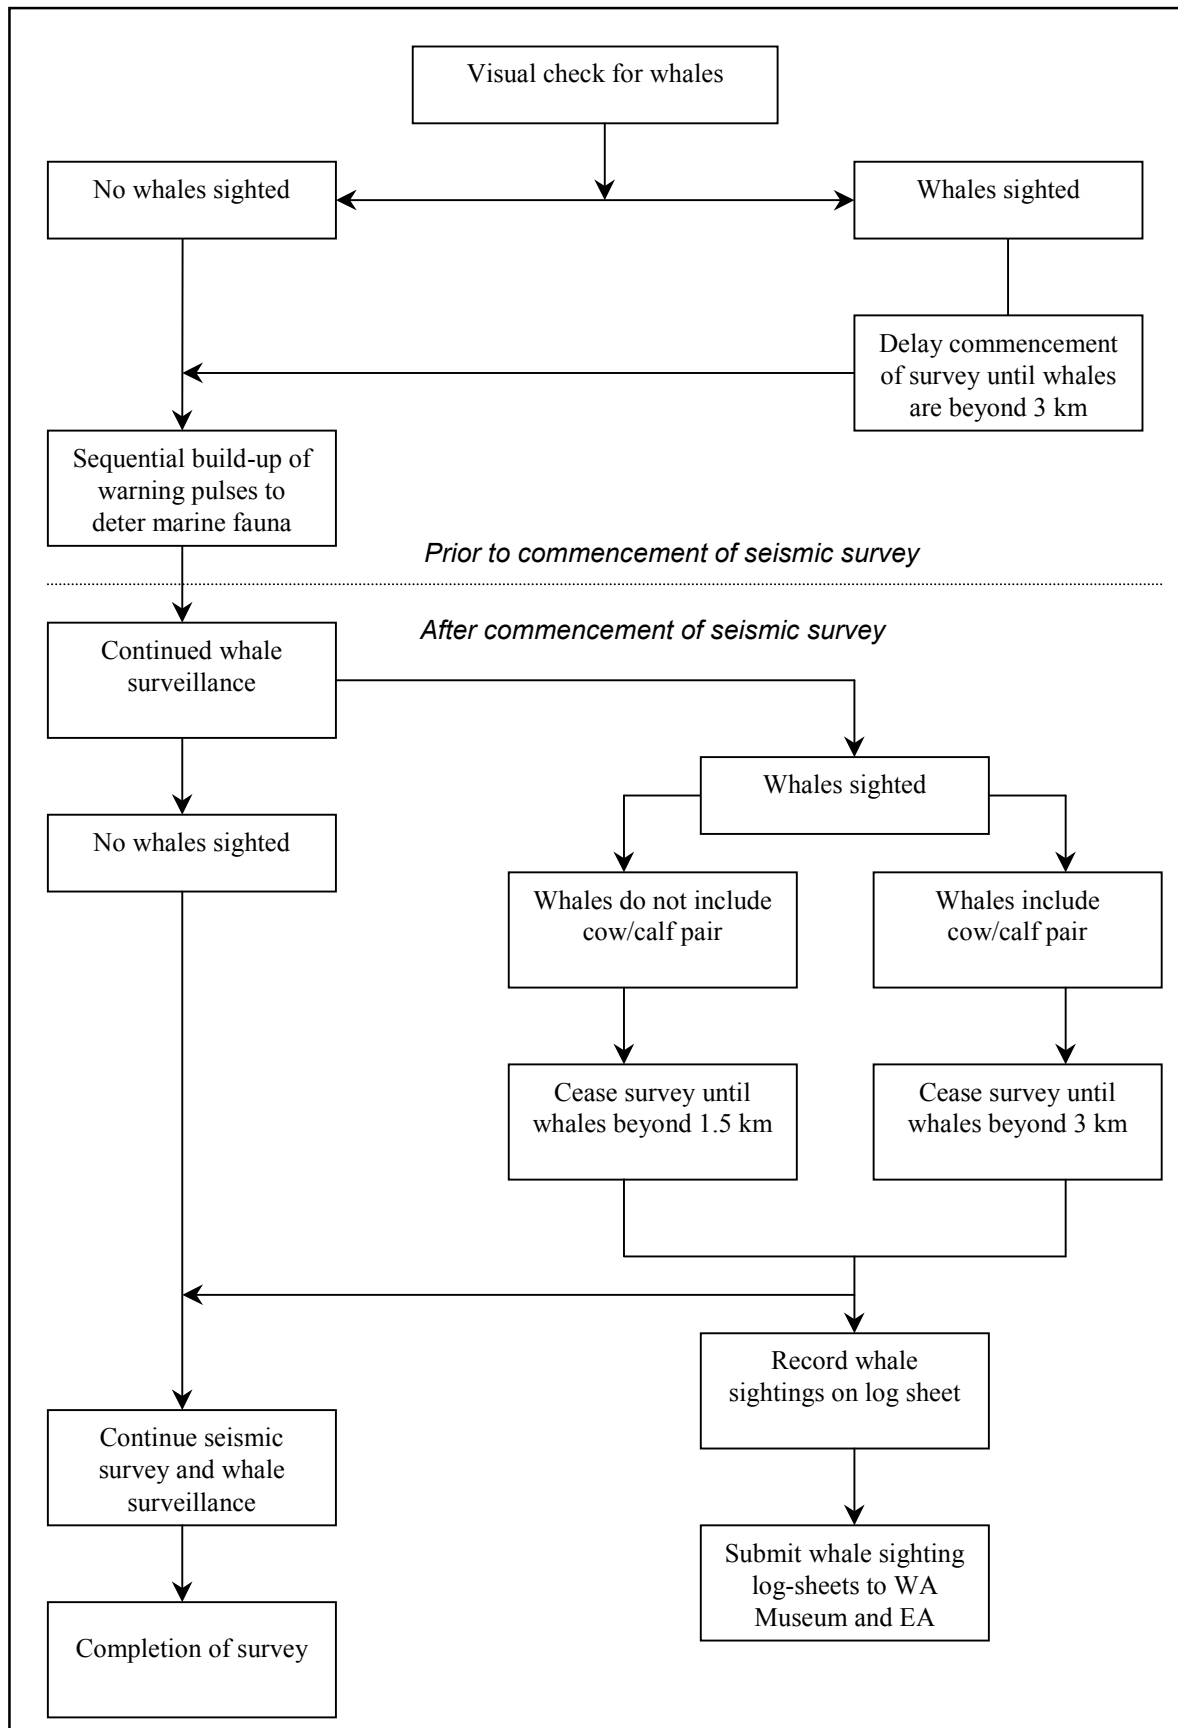 Visual check for whales
No whales sighted
Whales sighted
Delay commencement
of survey until whales
are beyond 3 km
Sequential build-up of
warning pulses to
deter marine fauna
Prior to commencement of seismic survey
After commencement of seismic survey
Continued whale
surveillance
Whales sighted
No whales sighted
Whales do not include
cow/calf pair
Whales include
cow/calf pair
Cease survey until
whales beyond 1.5 km
Cease survey until
whales beyond 3 km
Record whale
sightings on log sheet
Continue seismic
survey and whale
surveillance
Submit whale sighting
log-sheets to WA
Museum and EA
Completion of survey